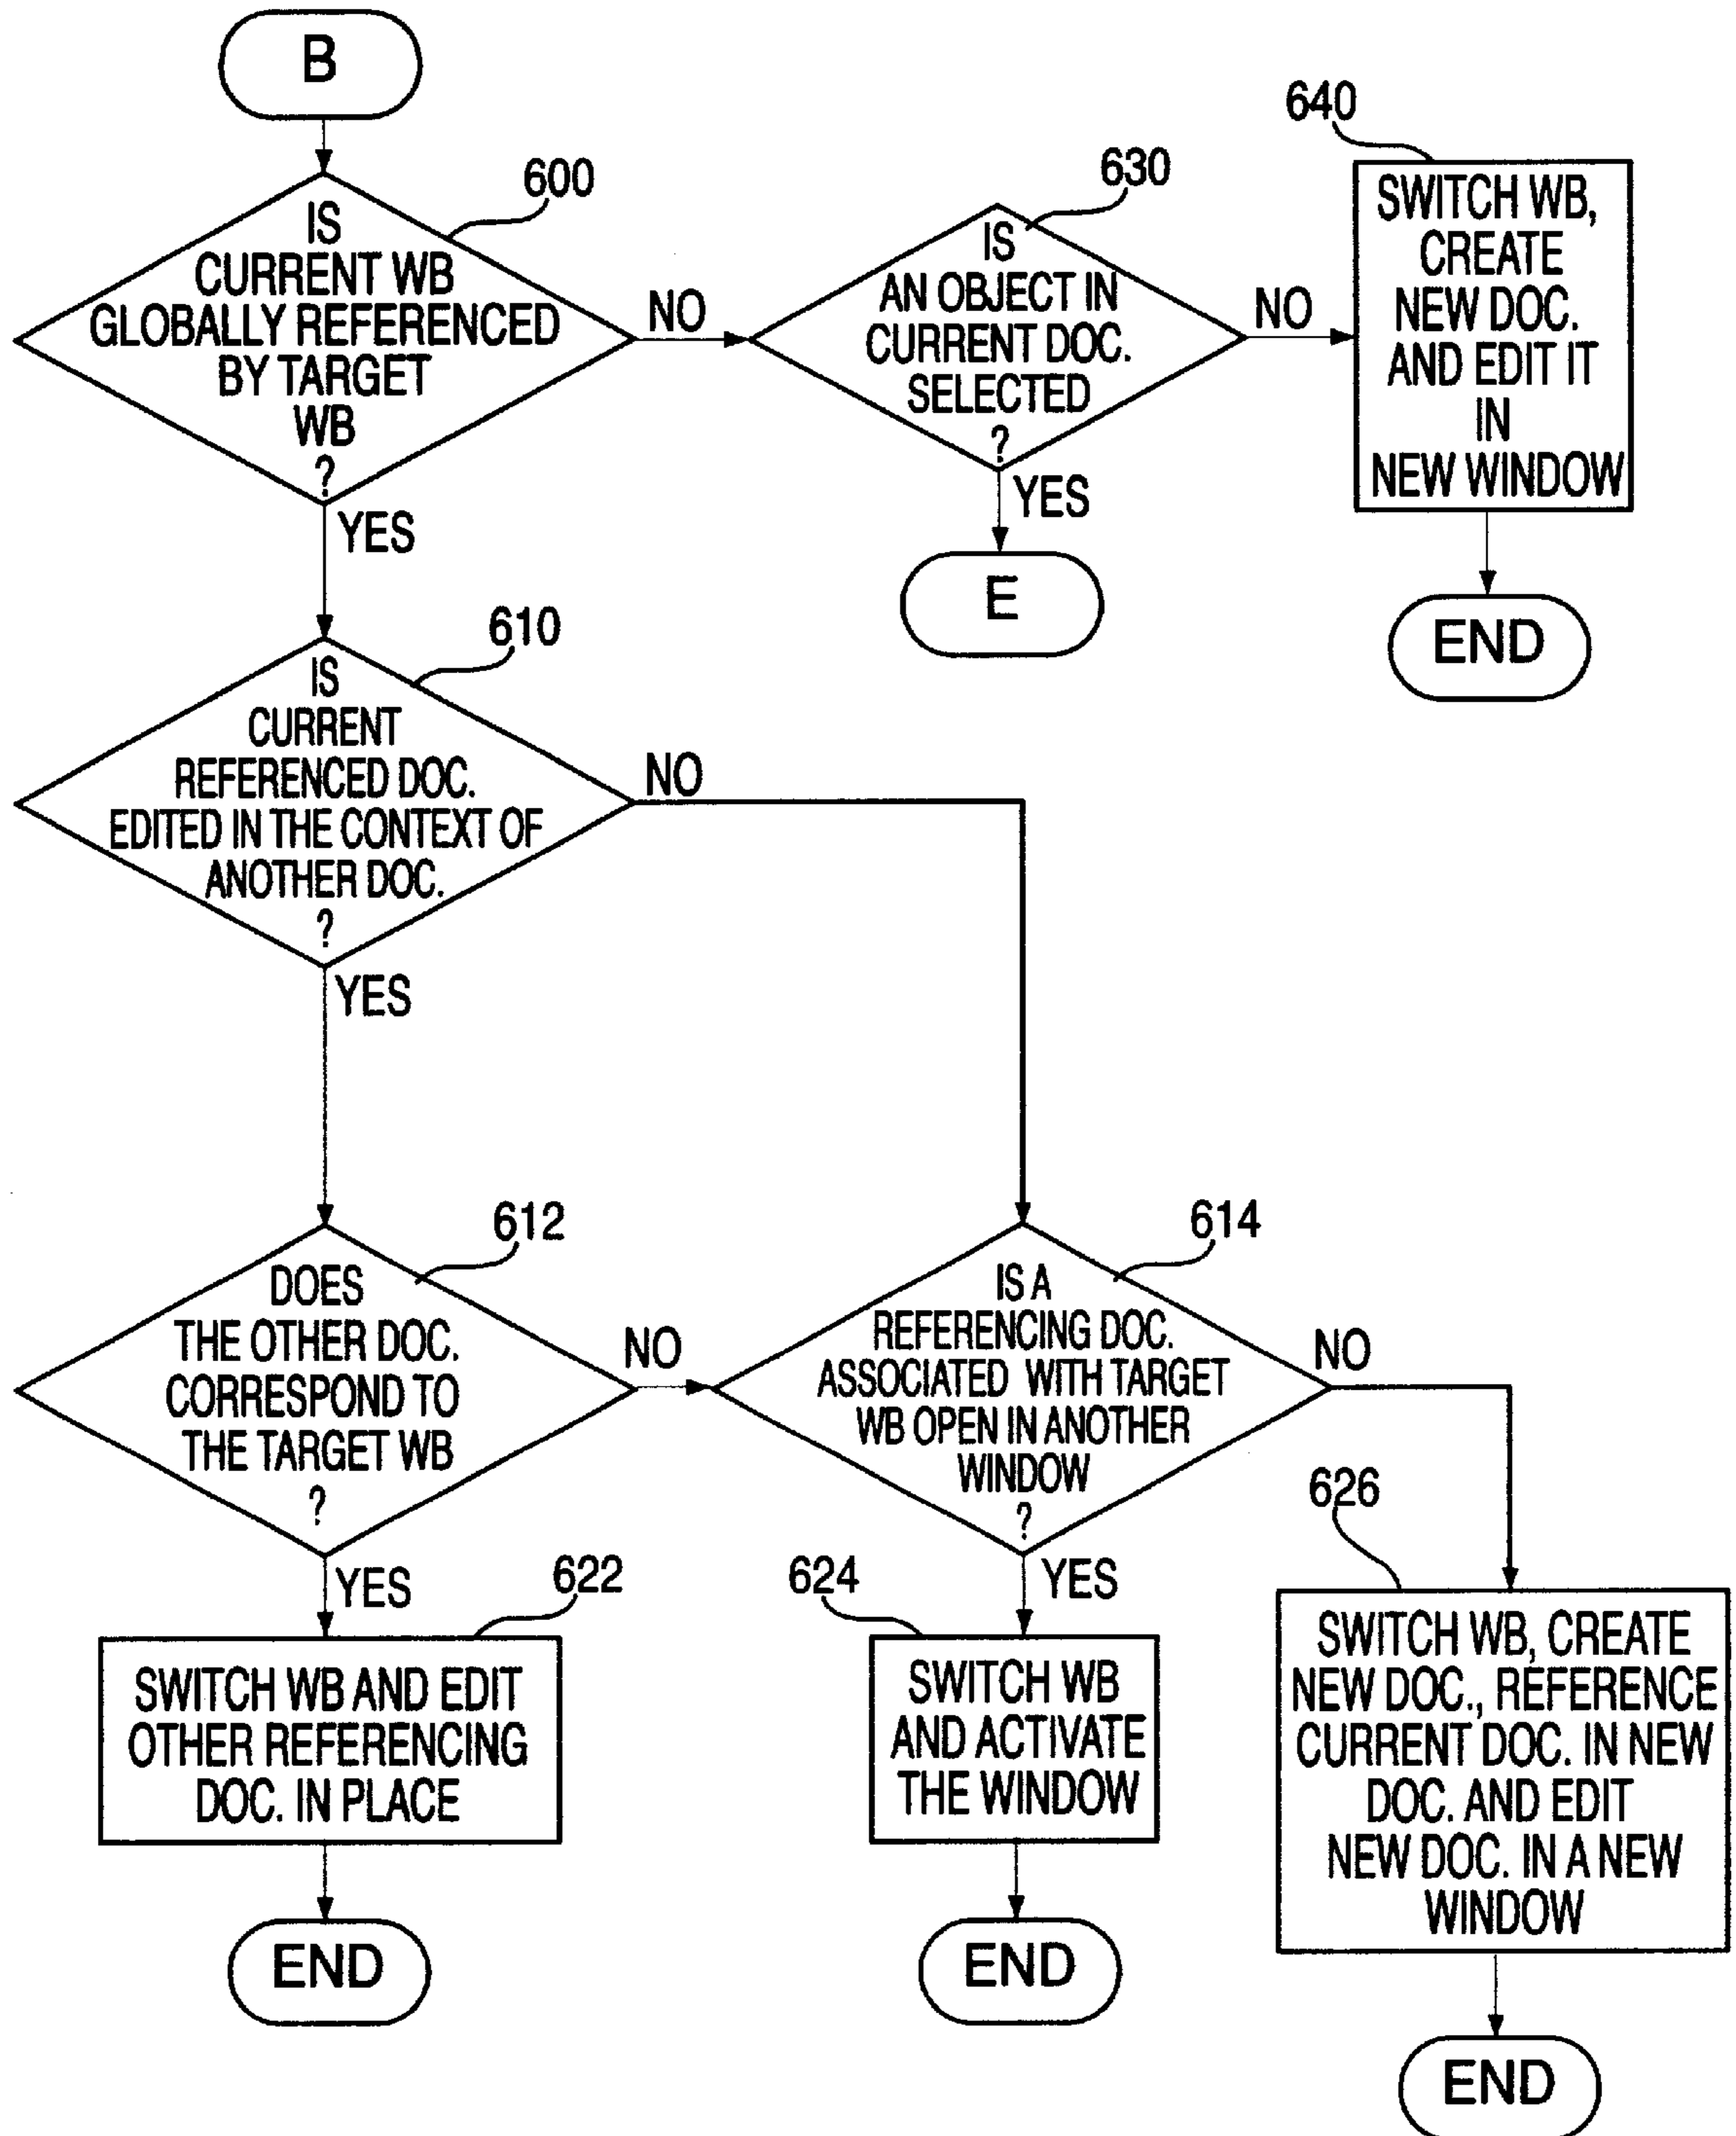 B
600
IS
CURRENT WB
GLOBALLY REFERENCED
BY TARGET
WB
?
NO
YES
630
IS
AN OBJECT IN
CURRENT DOC.
SELECTED
?
NO
YES
E
640
SWITCH WB,
CREATE
NEW DOC.
AND EDIT IT
IN
NEW WINDOW
END
610
IS
CURRENT
REFERENCED DOC.
EDITED IN THE CONTEXT OF
ANOTHER DOC.
?
NO
YES
612
DOES
THE OTHER DOC.
CORRESPOND TO
THE TARGET WB
?
NO
YES
614
IS A
REFERENCING DOC.
ASSOCIATED WITH TARGET
WB OPEN IN ANOTHER
WINDOW
?
NO
YES
622
SWITCH WB AND EDIT
OTHER REFERENCING
DOC. IN PLACE
END
624
SWITCH WB
AND ACTIVATE
THE WINDOW
END
626
SWITCH WB, CREATE
NEW DOC., REFERENCE
CURRENT DOC. IN NEW
DOC. AND EDIT
NEW DOC. IN A NEW
WINDOW
END